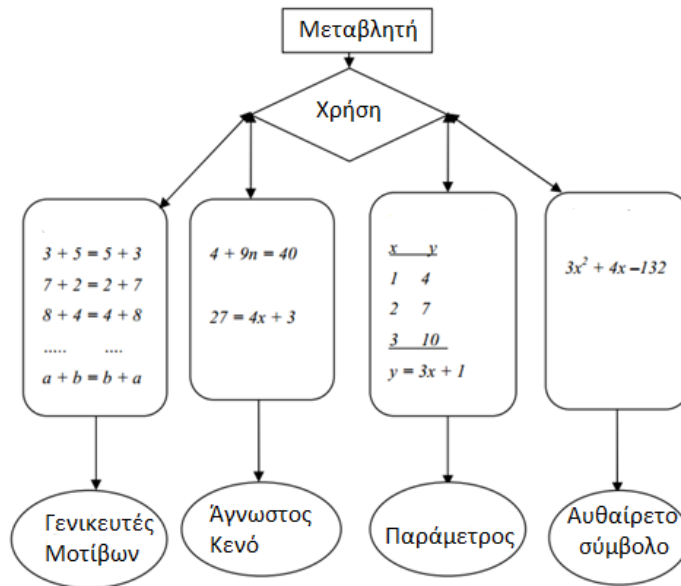 Μεταβλητή
Χρήση
3 + 5 = 5 + 3
7 + 2 = 2 + 7
8 + 4 = 4 + 8
..... ....
a + b = b + a
4 + 9n = 40
27 = 4x + 3
x y
1 4
2 7
3 10
y = 3x + 1
3x² + 4x –132
Γενικευτές
Μοτίβων
Άγνωστος
Κενό
Παράμετρος
Αυθαίρετο
σύμβολο